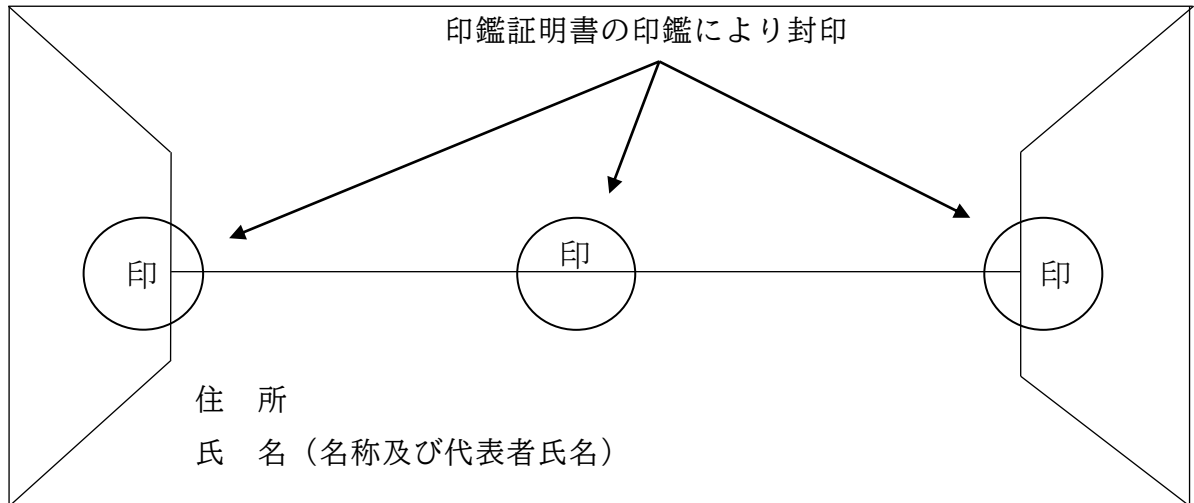 印鑑証明書の印鑑により封印
印
印
印
住　所
氏　名（名称及び代表者氏名）